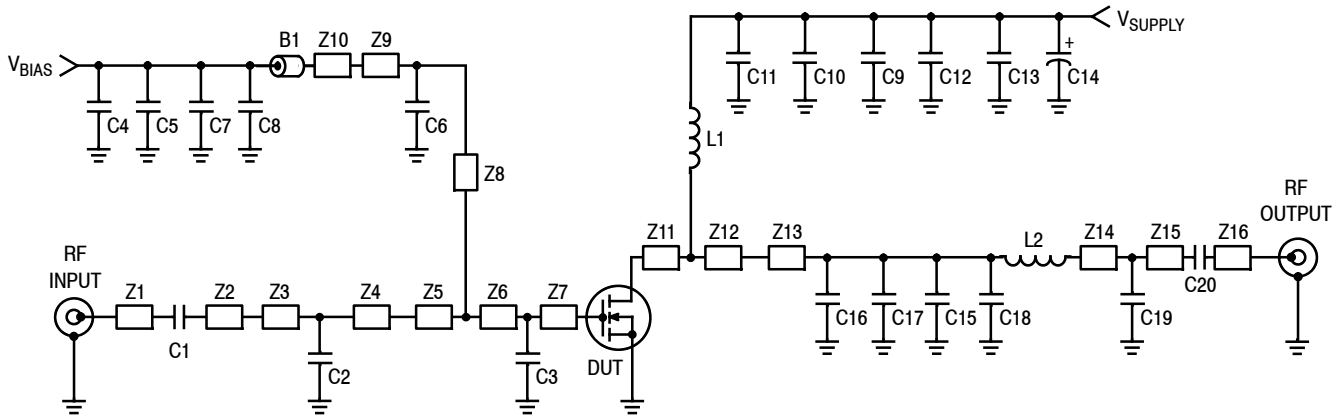 V_BIAS
B1
Z10
Z9
C4
C5
C7
C8
C6
Z8
V_SUPPLY
+
C11
C10
C9
C12
C13
C14
L1
RF
INPUT
Z1
C1
Z2
Z3
C2
Z4
Z5
Z6
C3
Z7
DUT
Z11
Z12
Z13
C16
C17
C15
C18
L2
Z14
C19
Z15
C20
Z16
RF
OUTPUT